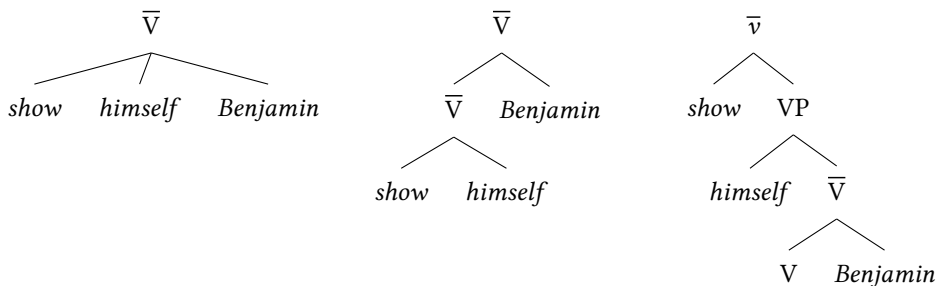 V̅ V̅ v̅
show himself Benjamin V̅ Benjamin show VP
show himself himself V̅
V Benjamin